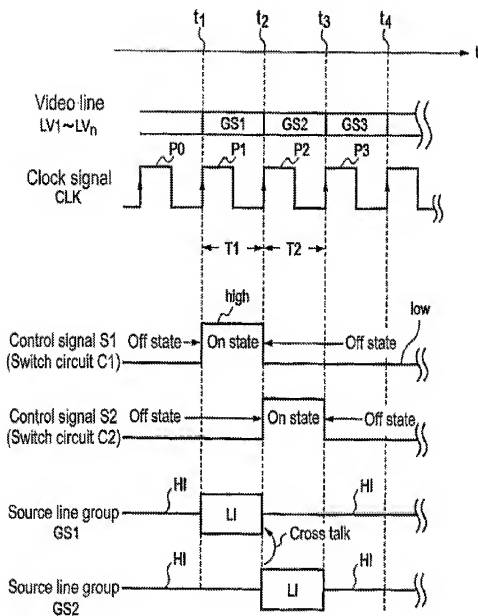 t1 t2 t3 t4
t
Video line
LV1~LVn
GS1 GS2 GS3
P0 P1 P2 P3
Clock signal
CLK
T1 T2
high
low
Control signal S1 Off state On state Off state
(Switch circuit C1)
Control signal S2 Off state On state Off state
(Switch circuit C2)
HI HI
Source line group LI
GS1
Cross talk
HI HI
Source line group LI
GS2